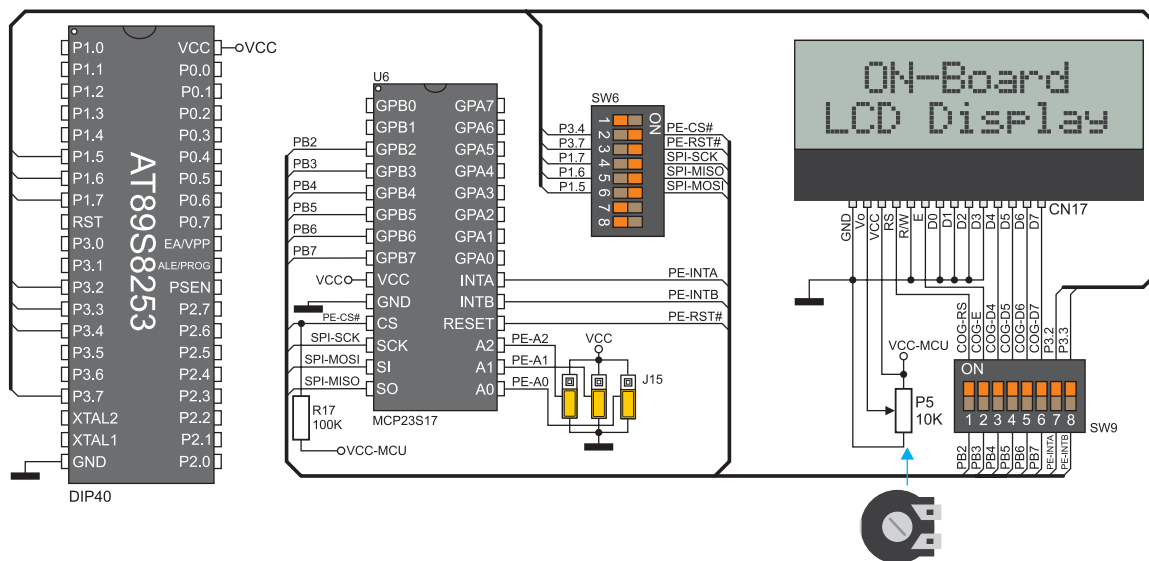 P1.0
P1.1
P1.2
P1.3
P1.4
P1.5
P1.6
P1.7
RST
P3.0
P3.1
P3.2
P3.3
P3.4
P3.5
P3.6
P3.7
XTAL2
XTAL1
GND
AT89S8253
VCC
P0.0
P0.1
P0.2
P0.3
P0.4
P0.5
P0.6
P0.7
EA/VPP
ALE/PROG
PSEN
P2.7
P2.6
P2.5
P2.4
P2.3
P2.2
P2.1
P2.0
VCC
DIP40
U6
PB2
PB3
PB4
PB5
PB6
PB7
VCC
PE-CS#
SPI-SCK
SPI-MOSI
SPI-MISO
GPB0
GPB1
GPB2
GPB3
GPB4
GPB5
GPB6
GPB7
VCC
GND
CS
SCK
SI
SO
GPA7
GPA6
GPA5
GPA4
GPA3
GPA2
GPA1
GPA0
INTA
INTB
RESET
A2
A1
A0
MCP23S17
R17
100K
VCC-MCU
PE-INTA
PE-INTB
PE-RST#
PE-A2
PE-A1
PE-A0
VCC
J15
SW6
P3.4
P3.7
P1.7
P1.6
P1.5
1
2
3
4
5
6
7
8
ON
PE-CS#
PE-RST#
SPI-SCK
SPI-MISO
SPI-MOSI
ON-Board
LCD Display
CN17
GND
Vo
VCC
RS
R/W
E
D0
D1
D2
D3
D4
D5
D6
D7
COG-RS
COG-E
COG-D4
COG-D5
COG-D6
COG-D7
P3.2
P3.3
VCC-MCU
P5
10K
ON
1 2 3 4 5 6 7 8
SW9
PB2
PB3
PB4
PB5
PB6
PB7
PE-INTA
PE-INTB